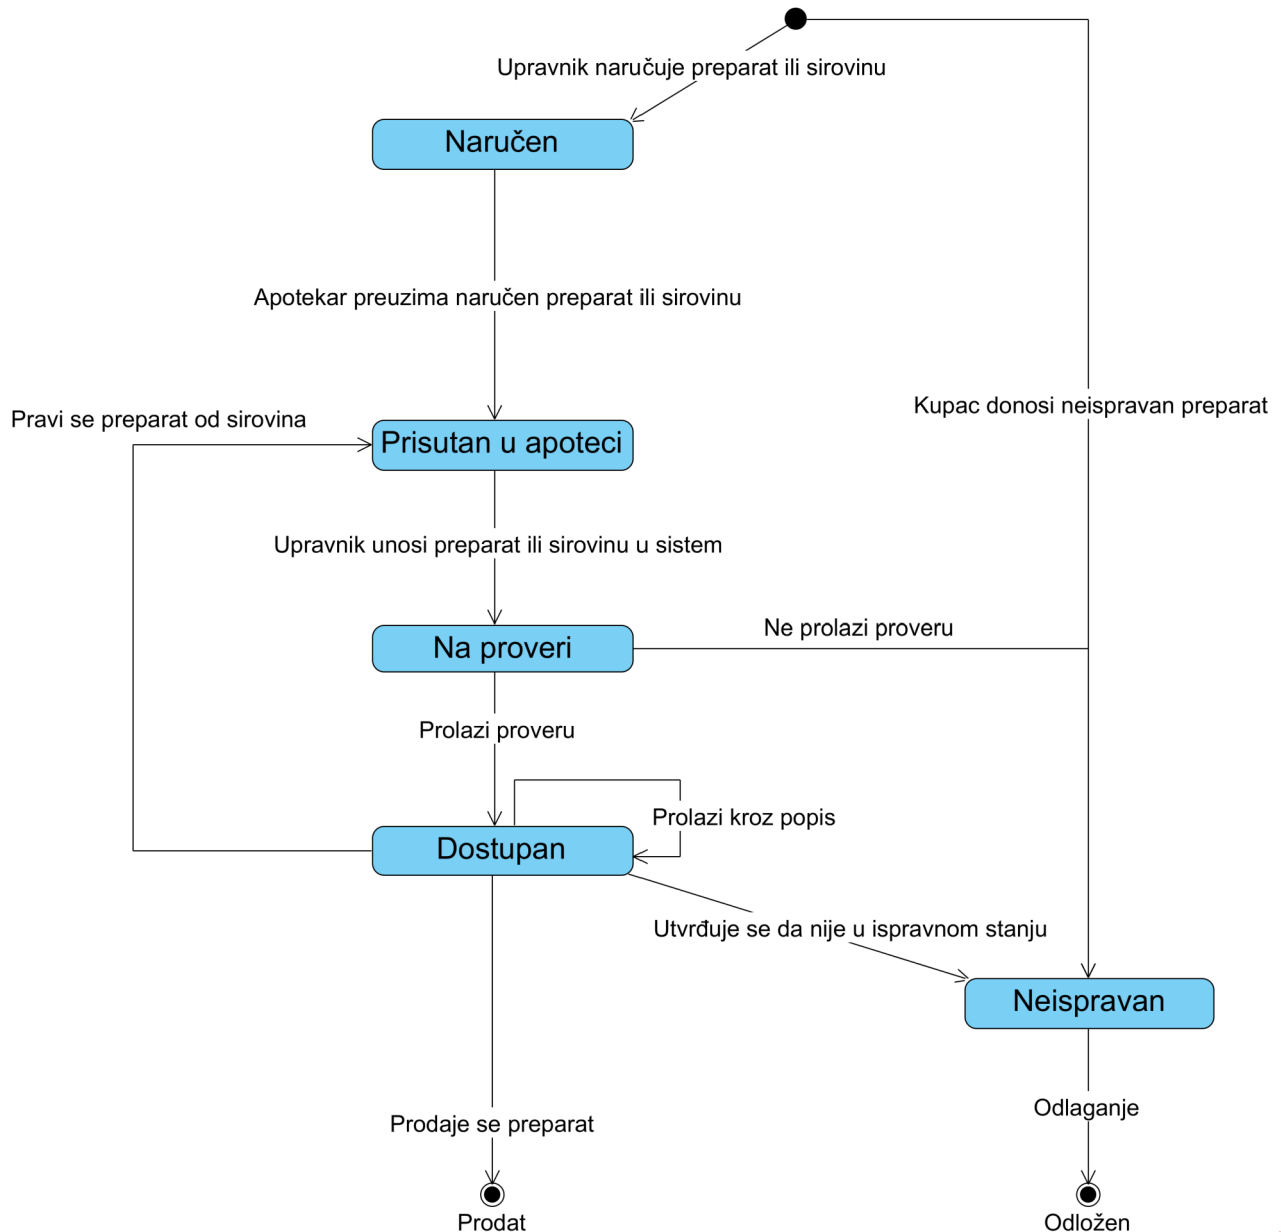 Upravnik naručuje preparat ili sirovinu
Naručen
Apotekar preuzima naručen preparat ili sirovinu
Kupac donosi neispravan preparat
Pravi se preparat od sirovina
Prisutan u apoteci
Upravnik unosi preparat ili sirovinu u sistem
Ne prolazi proveru
Na proveri
Prolazi proveru
Prolazi kroz popis
Dostupan
Utvrđuje se da nije u ispravnom stanju
Neispravan
Odlaganje
Prodaje se preparat
Prodat
Odložen